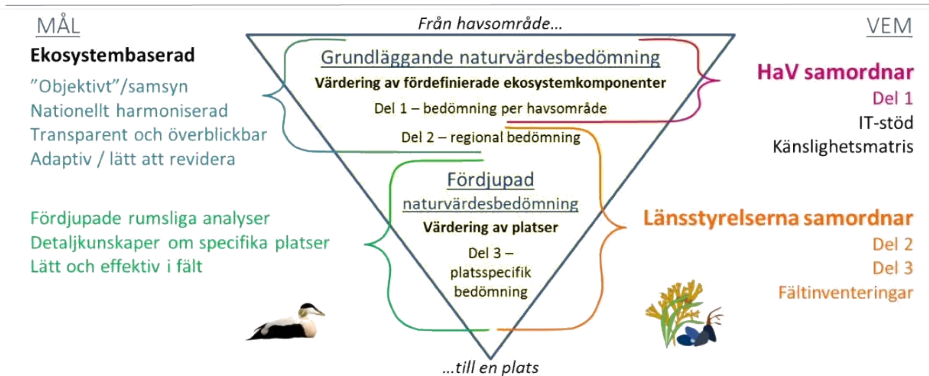 MÅL
Ekosystembaserad
”Objektivt”/samsyn
Nationellt harmoniserad
Transparent och överblickbar
Adaptiv / lätt att revidera
Fördjupade rumsliga analyser
Detaljkunskaper om specifika platser
Lätt och effektiv i fält
Från havsområde...
Grundläggande naturvärdesbedömning
Värdering av fördefinierade ekosystemkomponenter
Del 1 – bedömning per havsområde
Del 2 – regional bedömning
Fördjupad
naturvärdesbedömning
Värdering av platser
Del 3 –
platsspecifik
bedömning
...till en plats
VEM
HaV samordnar
Del 1
IT-stöd
Känslighetsmatris
Länsstyrelserna samordnar
Del 2
Del 3
Fältinventeringar